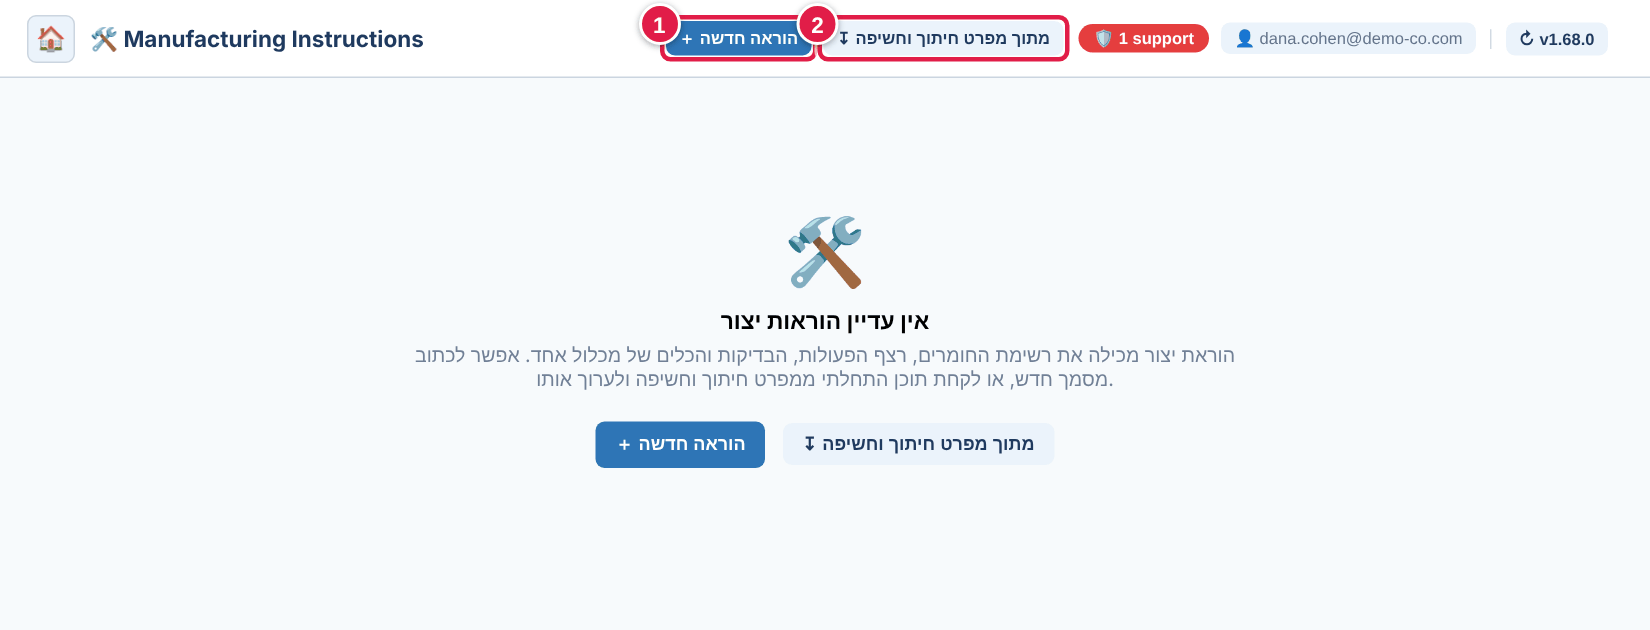 Manufacturing Instructions
1
+ הוראה חדשה
2
↧ מתוך מפרט חיתוך וחשיפה
1 support
dana.cohen@demo-co.com
↻ v1.68.0
אין עדיין הוראות יצור
הוראת יצור מכילה את רשימת החומרים, רצף הפעולות, הבדיקות והכלים של מכלול אחד. אפשר לכתוב
מסמך חדש, או לקחת תוכן התחלתי ממפרט חיתוך וחשיפה ולערוך אותו.
+ הוראה חדשה
↧ מתוך מפרט חיתוך וחשיפה